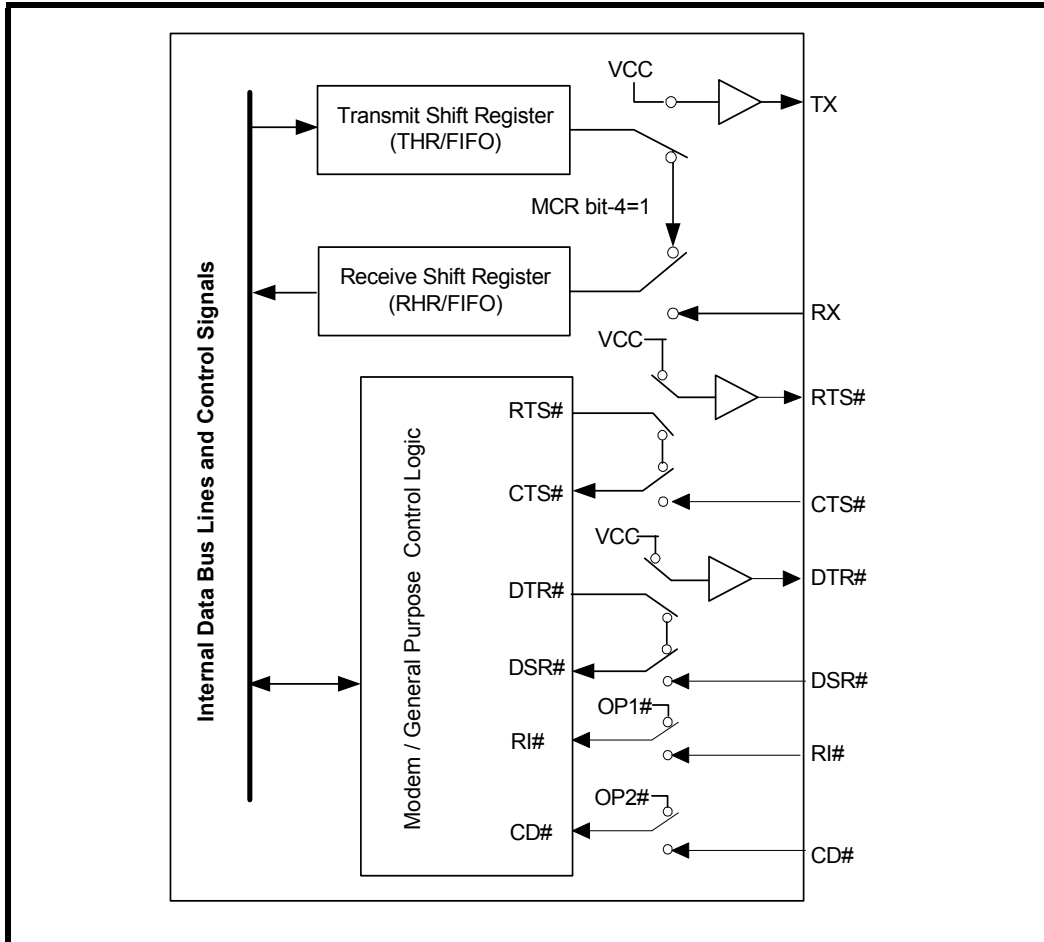 VCC
TX
Transmit Shift Register
(THR/FIFO)
MCR bit-4=1
Receive Shift Register
(RHR/FIFO)
RX
VCC
RTS#
RTS#
CTS#
CTS#
VCC
DTR#
DTR#
DSR#
DSR#
OP1#
RI#
RI#
OP2#
CD#
CD#
Internal Data Bus Lines and Control Signals
Modem / General Purpose Control Logic